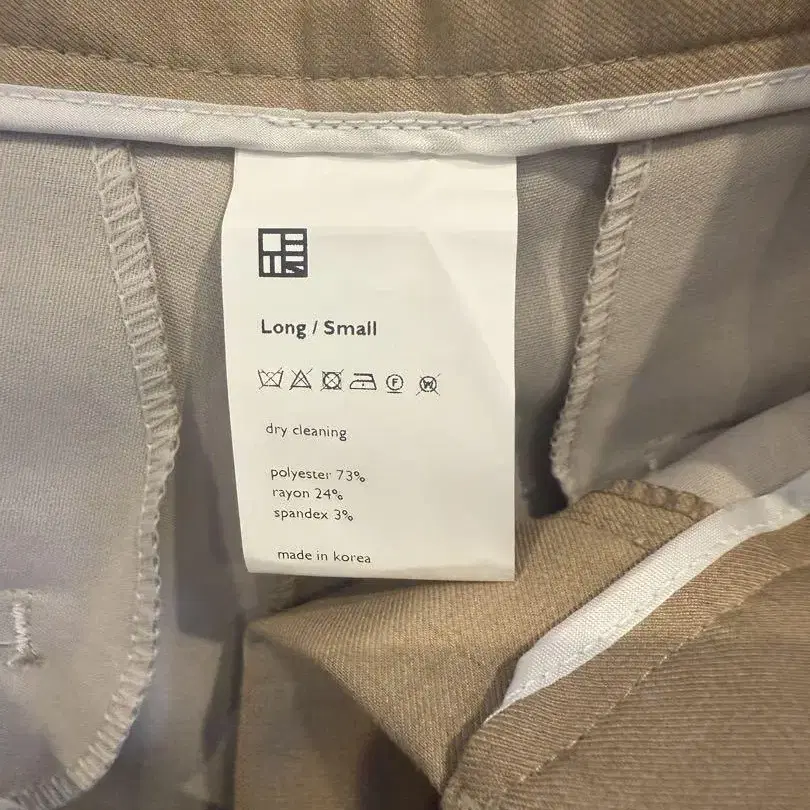 Long / Small
F W
dry cleaning
polyester 73%
rayon 24%
spandex 3%
made in korea